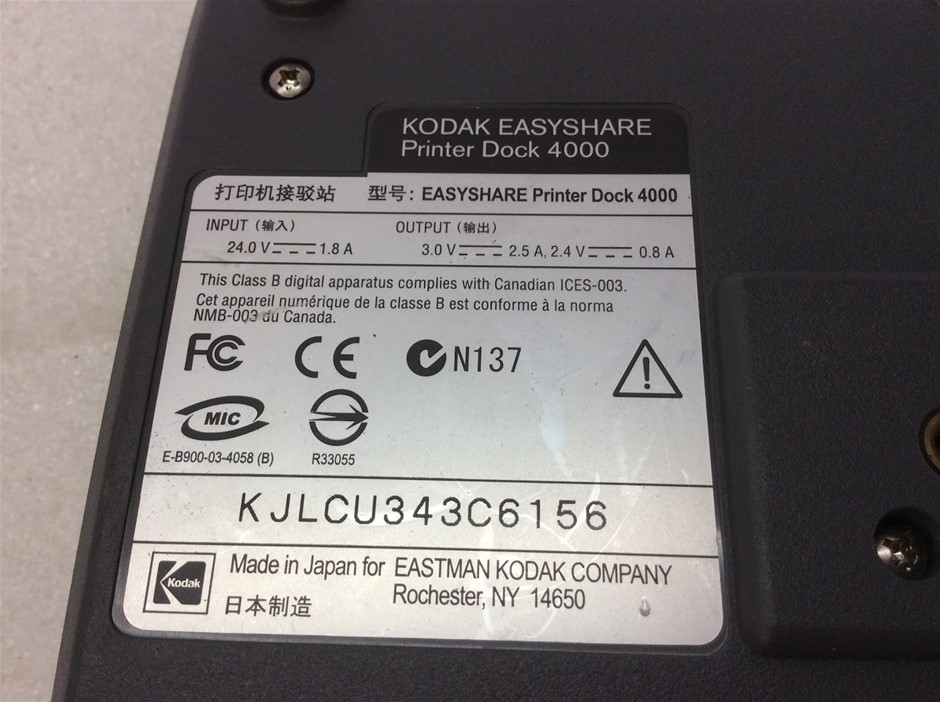 KODAK EASYSHARE
Printer Dock 4000
打印机接驳站 型号: EASYSHARE Printer Dock 4000
INPUT (输入) OUTPUT (输出)
24.0 V 1.8 A 3.0 V 2.5 A, 2.4 V 0.8 A
This Class B digital apparatus complies with Canadian ICES-003.
Cet appareil numérique de la classe B est conforme à la norma
NMB-003 du Canada.
FC CE N137
MIC
E-B900-03-4058 (B) R33055
KJLCU343C6156
Kodak
Made in Japan for EASTMAN KODAK COMPANY
日本制造 Rochester, NY 14650